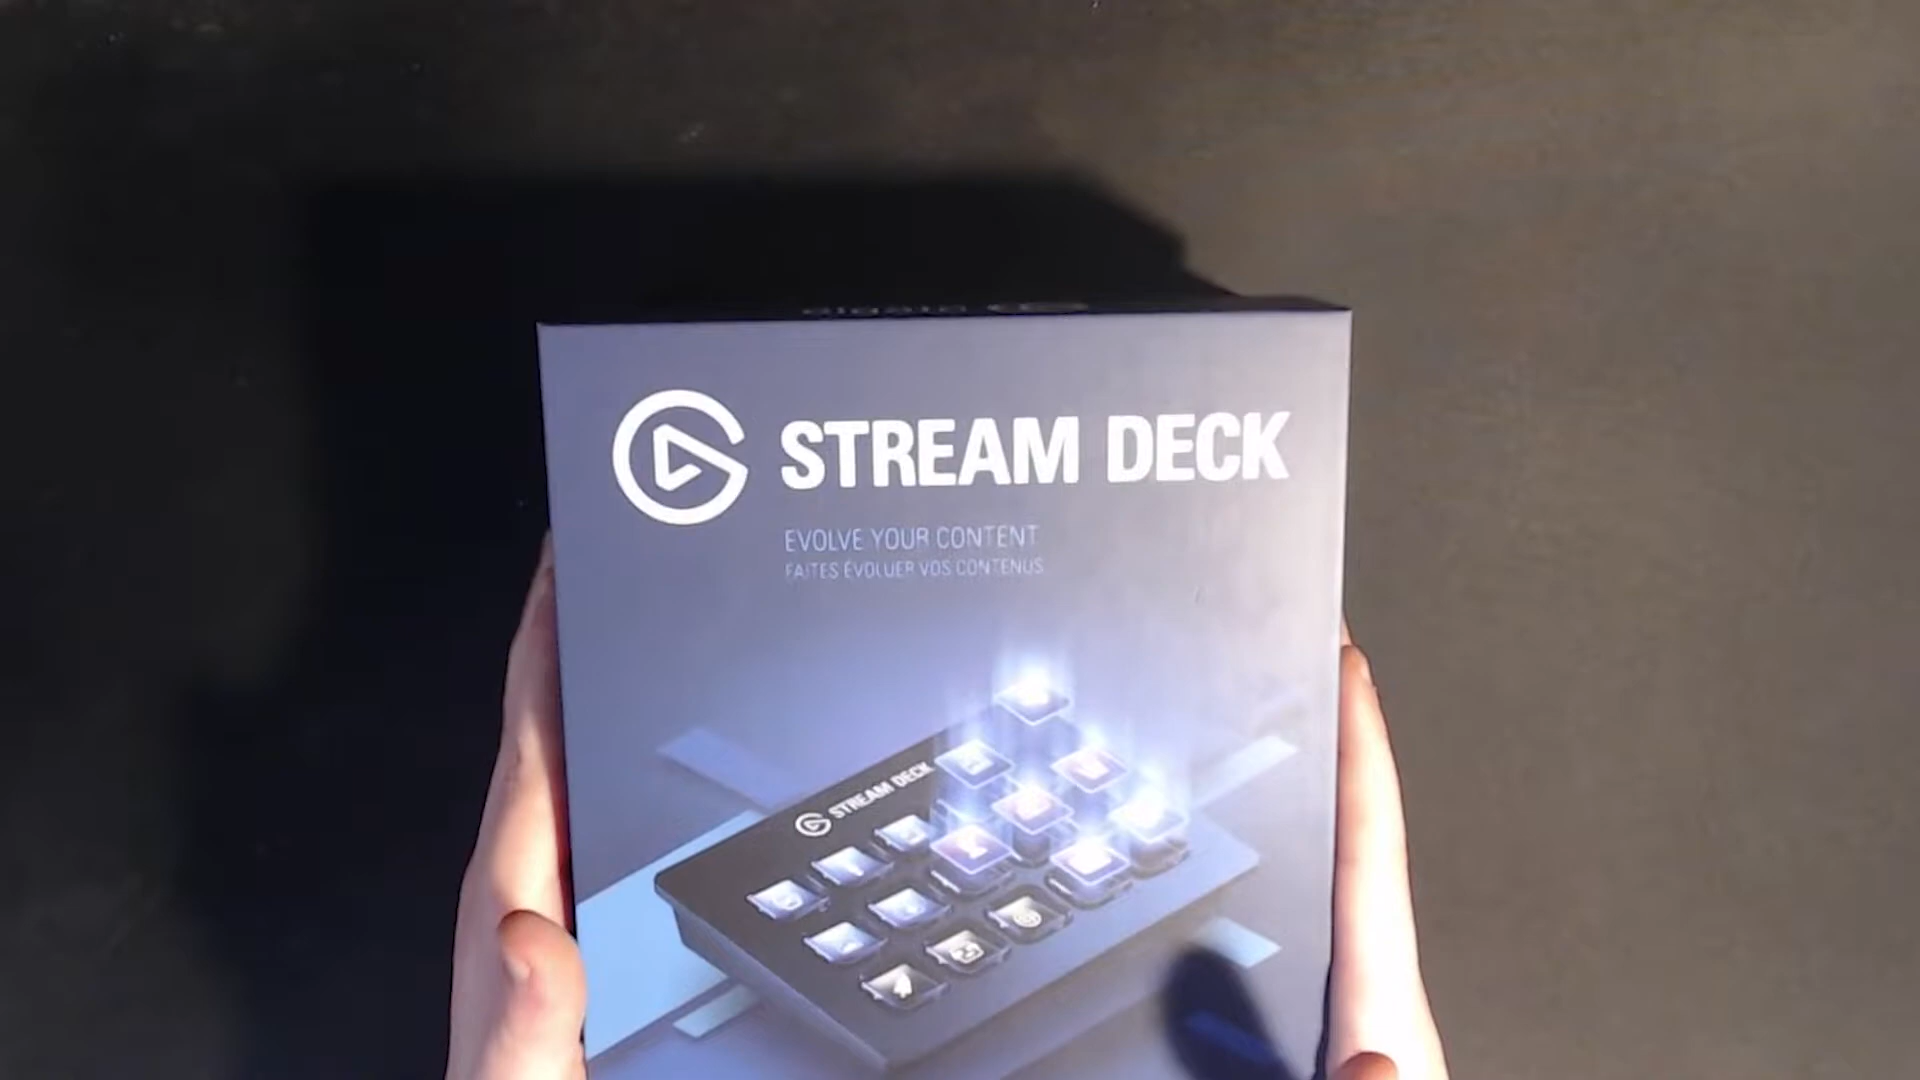 STREAM DECK
EVOLVE YOUR CONTENT
FAITES ÉVOLUER VOS CONTENUS
STREAM DECK